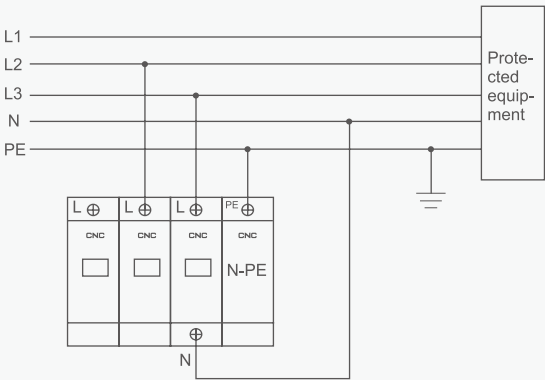 L1
L2
L3
N
PE
Prote-
cted
equip-
ment
L L L PE
CNC CNC CNC CNC
N-PE
N